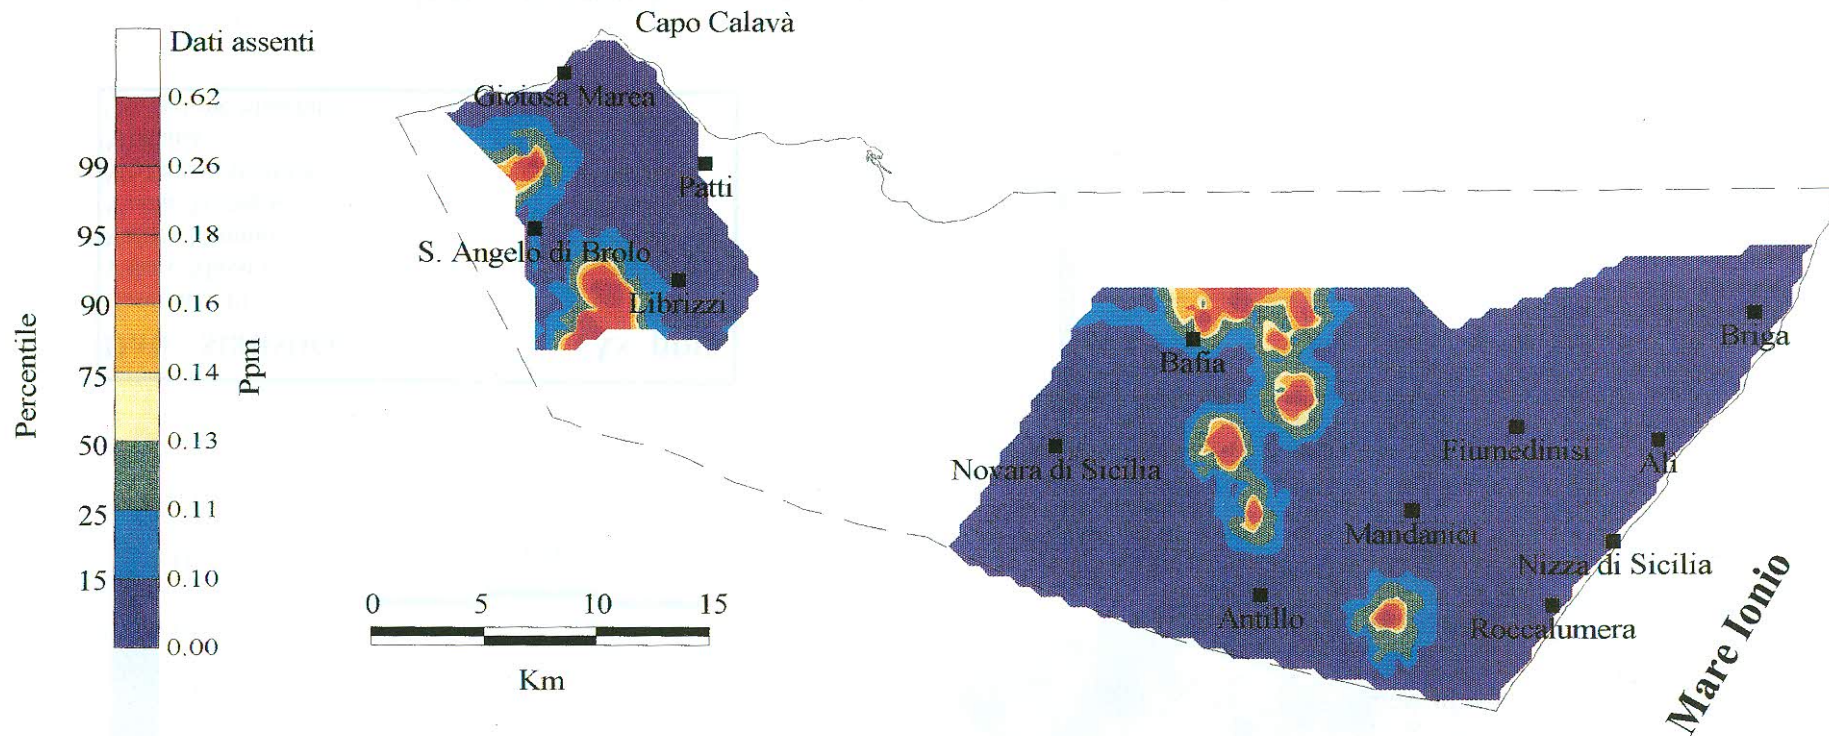 Capo Calavà
Dati assenti
0.62
99
0.26
95
0.18
90
0.16
75
0.14
50
0.13
25
0.11
15
0.10
0.00
Percentile
Ppm
Gioiosa Marea
Patti
S. Angelo di Brolo
Librizzi
Bafia
Briga
Novara di Sicilia
Fiumedinisi
Alì
Mandanici
Nizza di Sicilia
Antillo
Roccalumera
Mare Ionio
0 5 10 15
Km